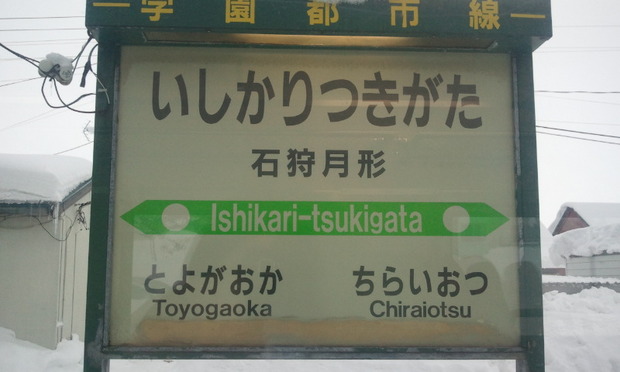 ー学園都市線ー
いしかりつきがた
石狩月形
Ishikari-tsukigata
とよがおか ちらいおつ
Toyogaoka Chiraiotsu